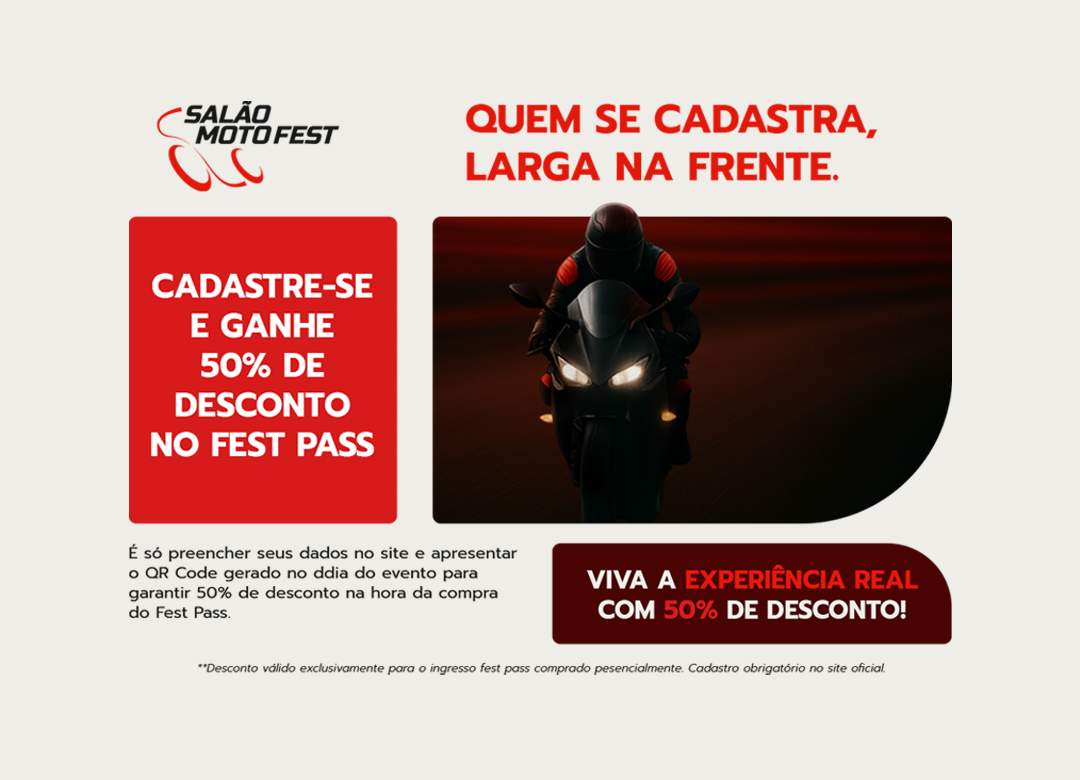 SALÃO
MOTO FEST
QUEM SE CADASTRA,
LARGA NA FRENTE.
CADASTRE-SE
E GANHE
50% DE
DESCONTO
NO FEST PASS
É só preencher seus dados no site e apresentar
o QR Code gerado no ddia do evento para
garantir 50% de desconto na hora da compra
do Fest Pass.
VIVA A EXPERIÊNCIA REAL
COM 50% DE DESCONTO!
**Desconto válido exclusivamente para o ingresso fest pass comprado pesencialmente. Cadastro obrigatório no site oficial.